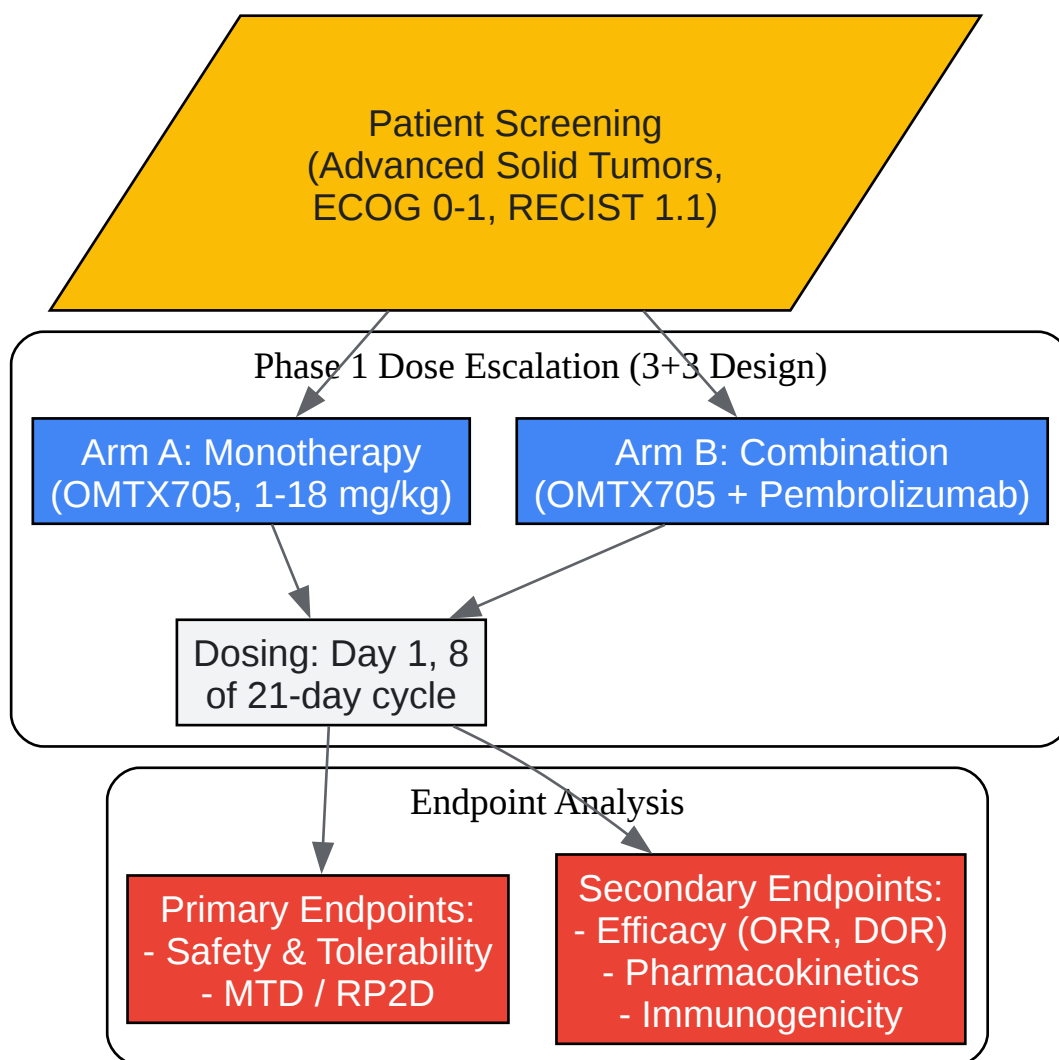 Patient Screening
(Advanced Solid Tumors,
ECOG 0-1, RECIST 1.1)
Phase 1 Dose Escalation (3+3 Design)
Arm A: Monotherapy
(OMTX705, 1-18 mg/kg)
Arm B: Combination
(OMTX705 + Pembrolizumab)
Dosing: Day 1, 8
of 21-day cycle
Endpoint Analysis
Primary Endpoints:
- Safety & Tolerability
- MTD / RP2D
Secondary Endpoints:
- Efficacy (ORR, DOR)
- Pharmacokinetics
- Immunogenicity